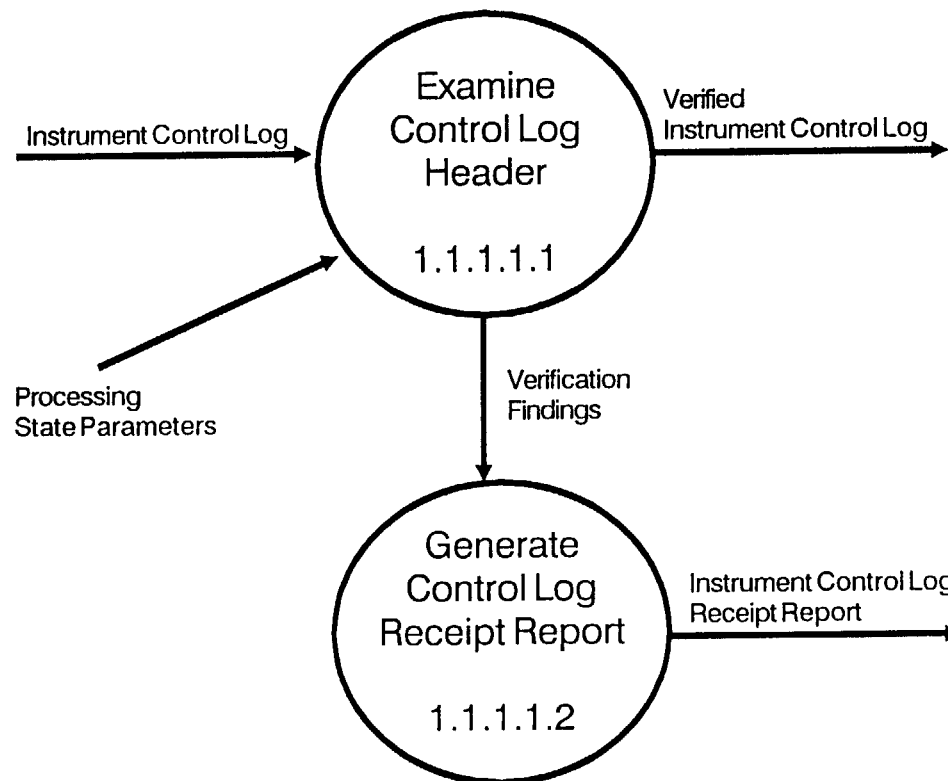 Examine
Control Log
Header
1.1.1.1.1
Instrument Control Log
Verified
Instrument Control Log
Processing
State Parameters
Verification
Findings
Generate
Control Log
Receipt Report
1.1.1.1.2
Instrument Control Log
Receipt Report